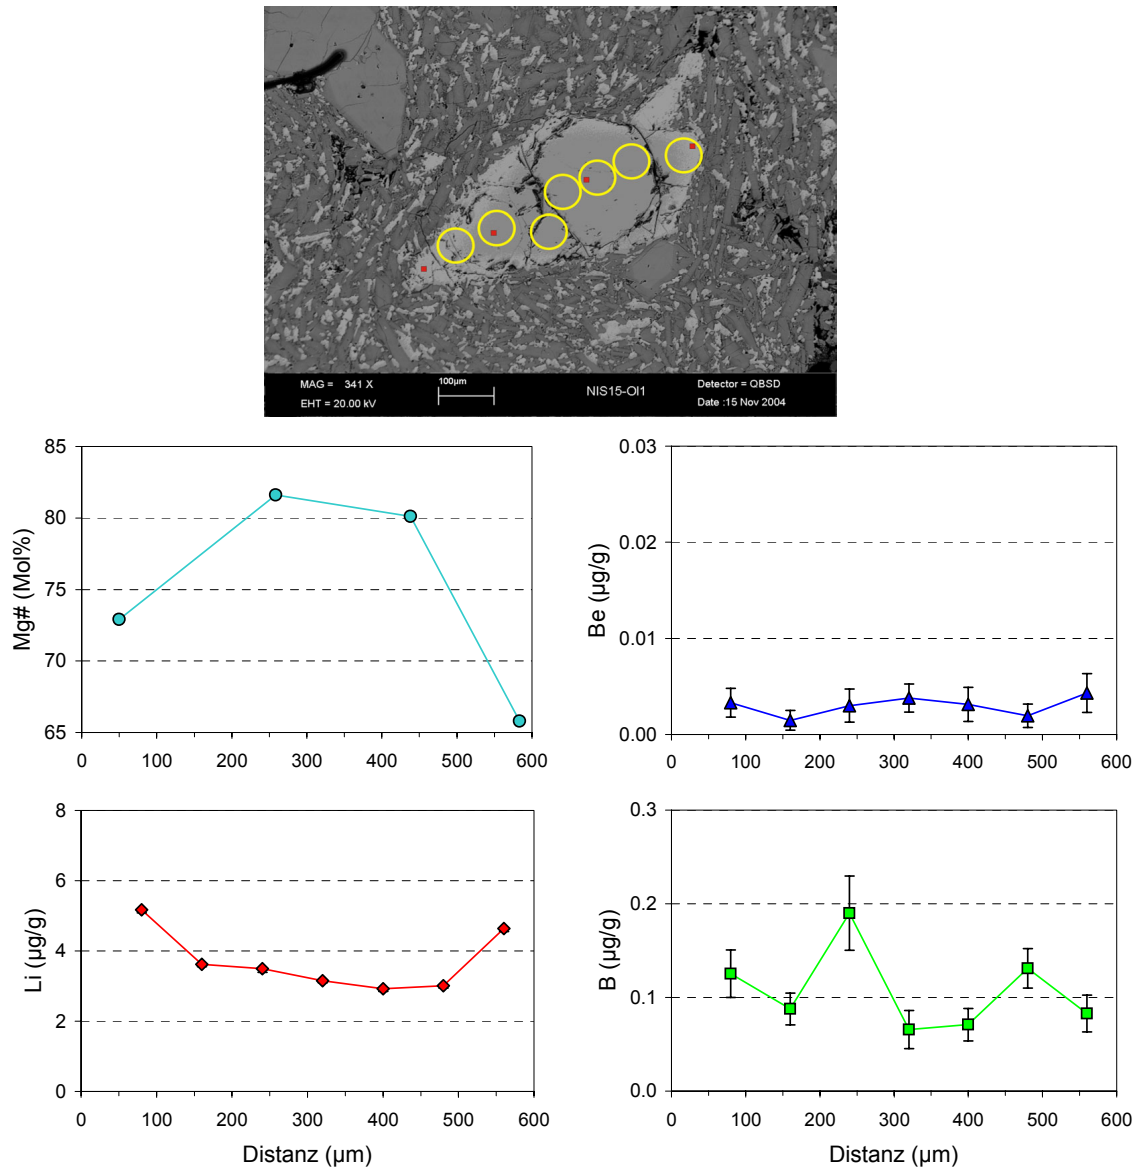 MAG = 341 X
100µm
NIS15-Ol1
Detector = QBSD
EHT = 20.00 kV
Date :15 Nov 2004
85
80
75
70
65
0 100 200 300 400 500 600
Mg# (Mol%)
0.03
0.02
0.01
0.00
0 100 200 300 400 500 600
Be (µg/g)
8
6
4
2
0
0 100 200 300 400 500 600
Li (µg/g)
Distanz (µm)
0.3
0.2
0.1
0.0
0 100 200 300 400 500 600
B (µg/g)
Distanz (µm)